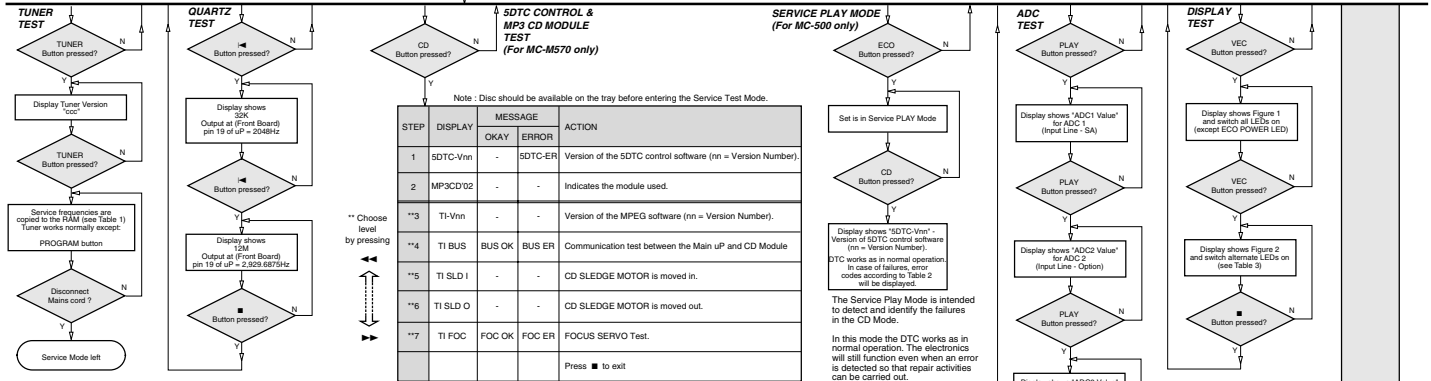 TUNER
TEST
TUNER
Button pressed?
N
Y
Display Tuner Version
"ccc"
TUNER
Button pressed?
N
Y
Service frequencies are
copied to the RAM (see Table 1)
Tuner works normally except:
PROGRAM button
Disconnect
Mains cord ?
N
Y
Service Mode left
QUARTZ
TEST
I◄
Button pressed?
N
Y
Display shows
32K
Output at (Front Board)
pin 19 of uP = 2048Hz
I◄
Button pressed?
N
Y
Display shows
12M
Output at (Front Board)
pin 19 of uP = 2,929.6875Hz
■
Button pressed?
N
Y
5DTC CONTROL &
MP3 CD MODULE
TEST
(For MC-M570 only)
CD
Button pressed?
N
Y
Note : Disc should be available on the tray before entering the Service Test Mode.
STEP DISPLAY MESSAGE ACTION
OKAY ERROR
1 5DTC-Vnn - 5DTC-ER Version of the 5DTC control software (nn = Version Number).
2 MP3CD'02 - - Indicates the module used.
**3 TI-Vnn - - Version of the MPEG software (nn = Version Number).
**4 TI BUS BUS OK BUS ER Communication test between the Main uP and CD Module
**5 TI SLD I - - CD SLEDGE MOTOR is moved in.
**6 TI SLD O - - CD SLEDGE MOTOR is moved out.
**7 TI FOC FOC OK FOC ER FOCUS SERVO Test.
Press ■ to exit
** Choose
level
by pressing
◄◄
►►
SERVICE PLAY MODE
(For MC-500 only)
ECO
Button pressed?
N
Y
Set is in Service PLAY Mode
CD
Button pressed?
N
Y
Display shows "5DTC-Vnn" -
Version of 5DTC control software
(nn = Version Number).
DTC works as in normal operation.
In case of failures, error
codes according to Table 2
will be displayed.
The Service Play Mode is intended
to detect and identify the failures
in the CD Mode.
In this mode the DTC works as in
normal operation. The electronics
will still function even when an error
is detected so that repair activities
can be carried out.
ADC
TEST
PLAY
Button pressed?
N
Y
Display shows "ADC1 Value"
for ADC 1
(Input Line - SA)
PLAY
Button pressed?
N
Y
Display shows "ADC2 Value"
for ADC 2
(Input Line - Option)
PLAY
Button pressed?
N
Y
DISPLAY
TEST
VEC
Button pressed?
N
Y
Display shows Figure 1
and switch all LEDs on
(except ECO POWER LED)
VEC
Button pressed?
N
Y
Display shows Figure 2
and switch alternate LEDs on
(see Table 3)
■
Button pressed?
N
Y